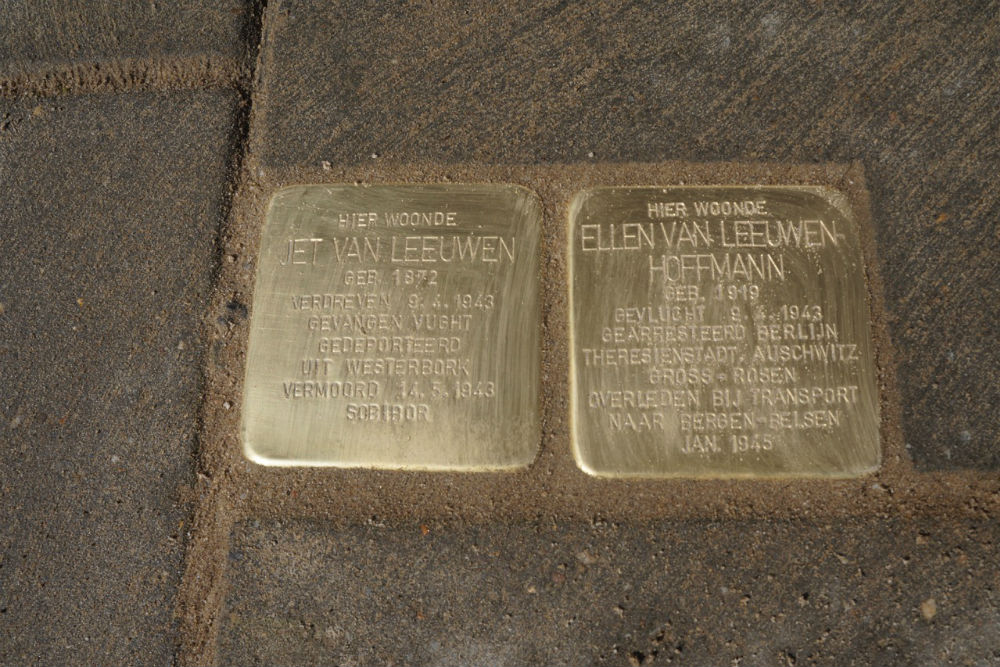 HIER WOONDE
JET VAN LEEUWEN
GEB. 1872
VERDREVEN 9.4.1943
GEVANGEN VUGHT
GEDEPORTEERD
UIT WESTERBORK
VERMOORD 14.5.1943
SOBIBOR
HIER WOONDE
ELLEN VAN LEEUWEN-
HOFFMANN
GEB. 1919
GEVLUCHT 9.4.1943
GEARRESTEERD BERLIJN
THERESIENSTADT, AUSCHWITZ
GROSS-ROSEN
OVERLEDEN BIJ TRANSPORT
NAAR BERGEN-BELSEN
JAN. 1945